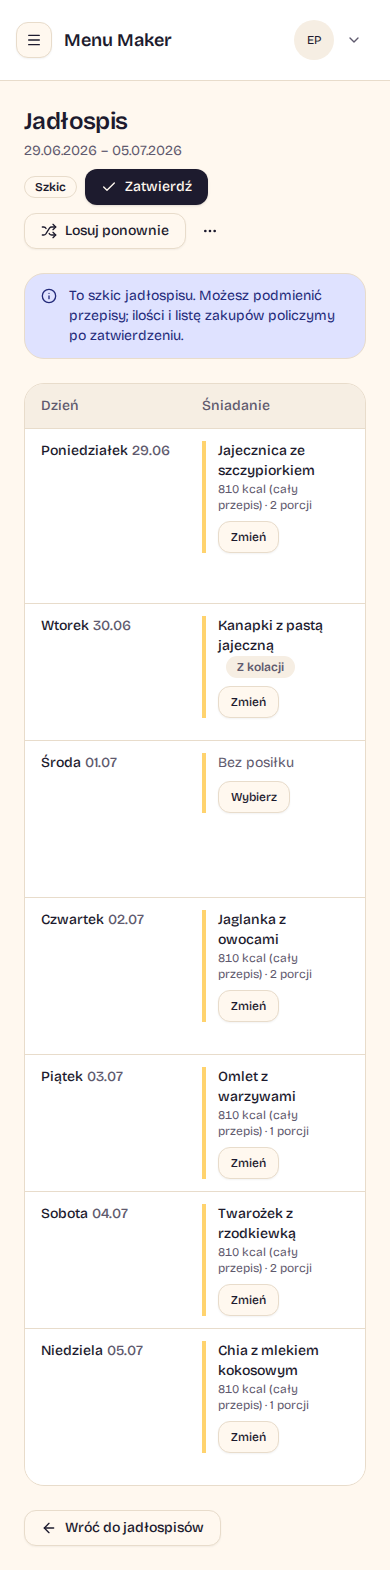 Menu Maker
EP
Jadłospis
29.06.2026 – 05.07.2026
Szkic
Zatwierdź
Losuj ponownie
To szkic jadłospisu. Możesz podmienić
przepisy; ilości i listę zakupów policzymy
po zatwierdzeniu.
Dzień
Śniadanie
Poniedziałek 29.06
Jajecznica ze
szczypiorkiem
810 kcal (cały
przepis) · 2 porcji
Zmień
Wtorek 30.06
Kanapki z pastą
jajeczną
Z kolacji
Zmień
Środa 01.07
Bez posiłku
Wybierz
Czwartek 02.07
Jaglanka z
owocami
810 kcal (cały
przepis) · 2 porcji
Zmień
Piątek 03.07
Omlet z
warzywami
810 kcal (cały
przepis) · 1 porcji
Zmień
Sobota 04.07
Twarożek z
rzodkiewką
810 kcal (cały
przepis) · 2 porcji
Zmień
Niedziela 05.07
Chia z mlekiem
kokosowym
810 kcal (cały
przepis) · 1 porcji
Zmień
Wróć do jadłospisów